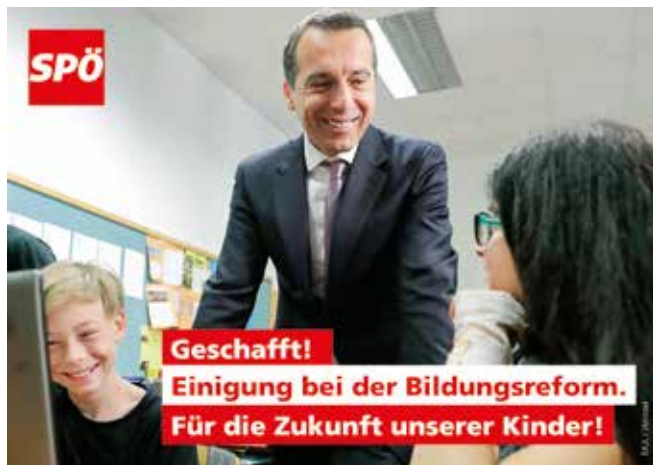 SPÖ
Geschafft!
Einigung bei der Bildungsreform.
Für die Zukunft unserer Kinder!